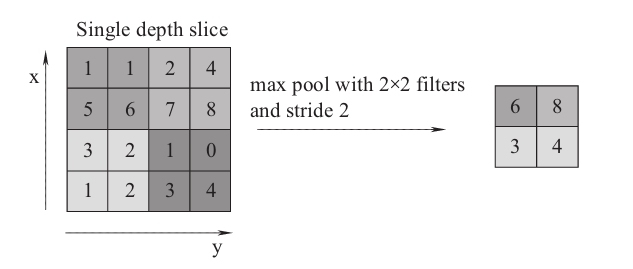 Single depth slice
x
1 1 2 4
5 6 7 8
3 2 1 0
1 2 3 4
y
max pool with 2×2 filters
and stride 2
6 8
3 4